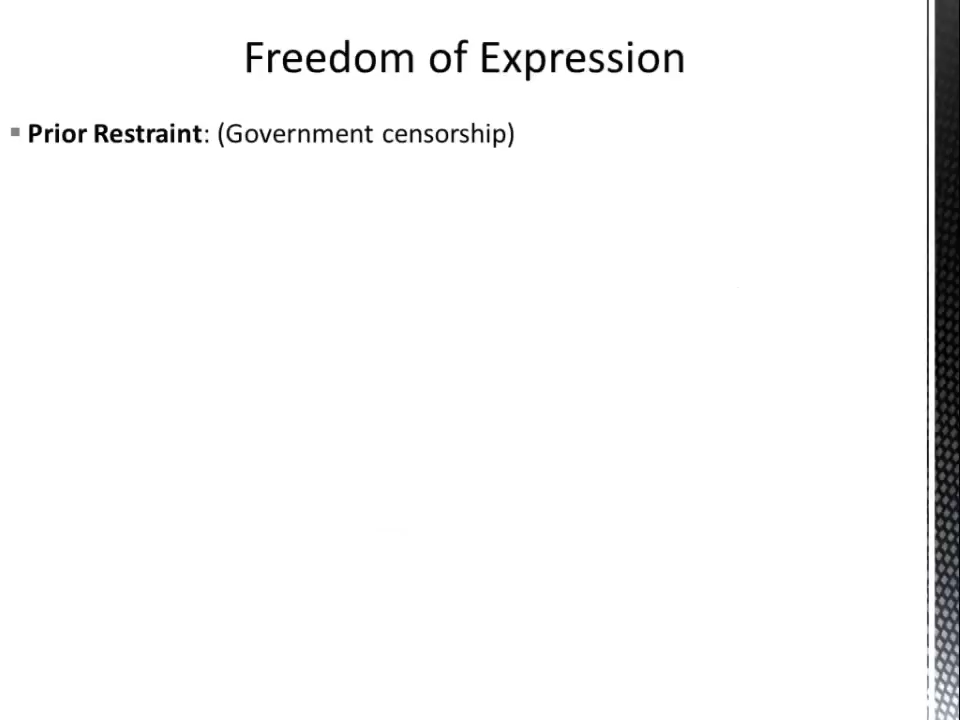 Freedom of Expression
▪ Prior Restraint: (Government censorship)